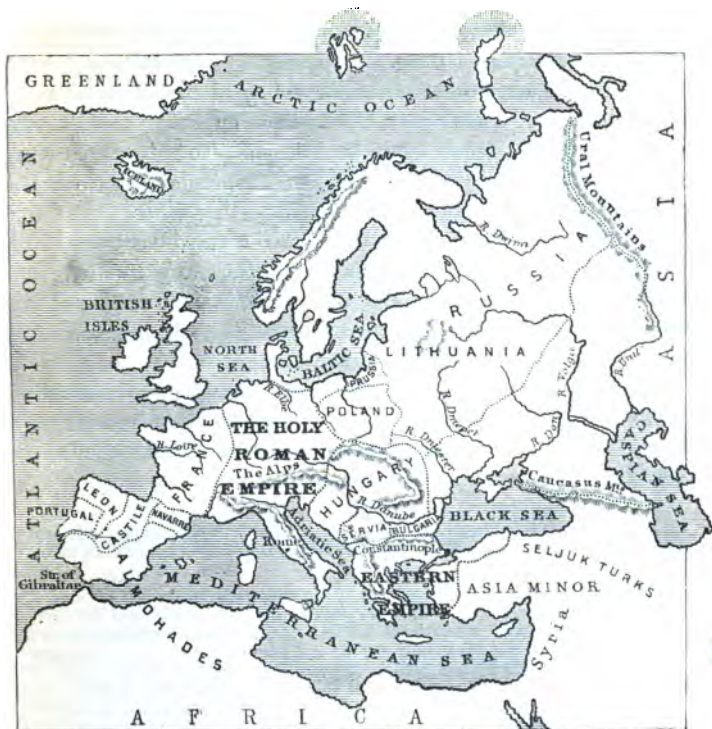 GREENLAND
ARCTIC OCEAN
ATLANTIC OCEAN
ICELAND
Ural Mountains
ASIA
R. Dwina
RUSSIA
BRITISH
ISLES
NORTH
SEA
BALTIC SEA
LITHUANIA
PRUSSIA
POLAND
R. Elbe
R. Volga
R. Ural
R. Dnieper
R. Don
R. Dniester
THE HOLY
ROMAN
EMPIRE
The Alps
FRANCE
R. Loire
HUNGARY
R. Danube
CASPIAN SEA
Caucasus Mts.
BLACK SEA
LEON
PORTUGAL
CASTILE
NAVARRE
SERVIA
BULGARIA
Adriatic Sea
Rome
Constantinople
SELJUK TURKS
EASTERN
EMPIRE
ASIA MINOR
Str. of
Gibraltar
ALMOHADES
MEDITERRANEAN SEA
Syria
AFRICA